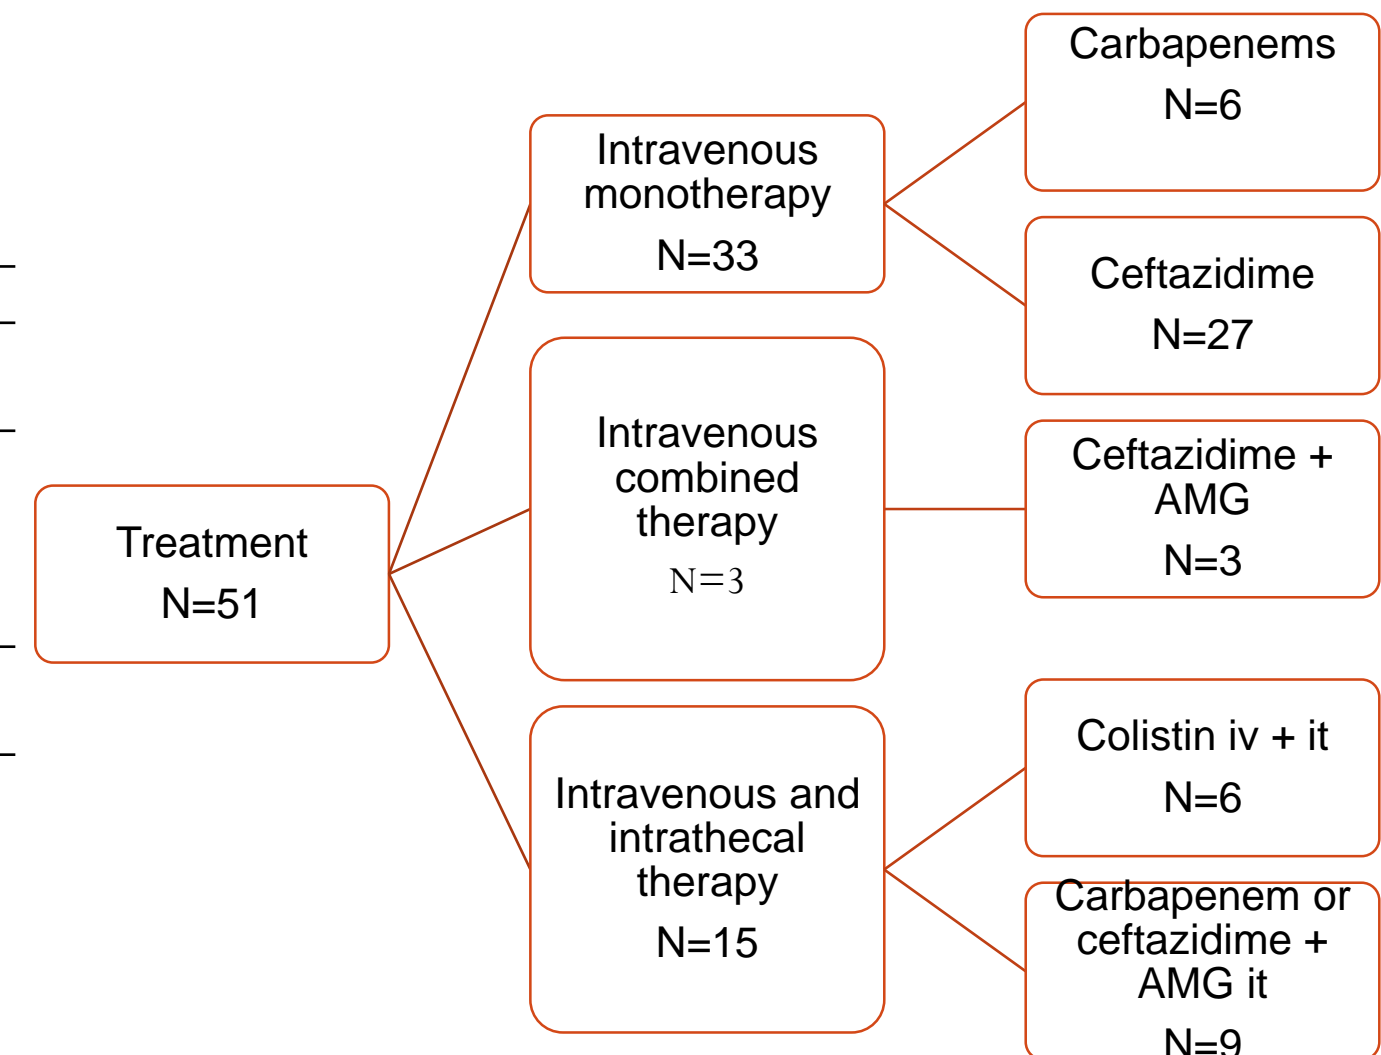 Treatment
N=51
Intravenous
monotherapy
N=33
Carbapenems
N=6
Ceftazidime
N=27
Intravenous
combined
therapy
N=3
Ceftazidime +
AMG
N=3
Intravenous and
intrathecal
therapy
N=15
Colistin iv + it
N=6
Carbapenem or
ceftazidime +
AMG it
N=9